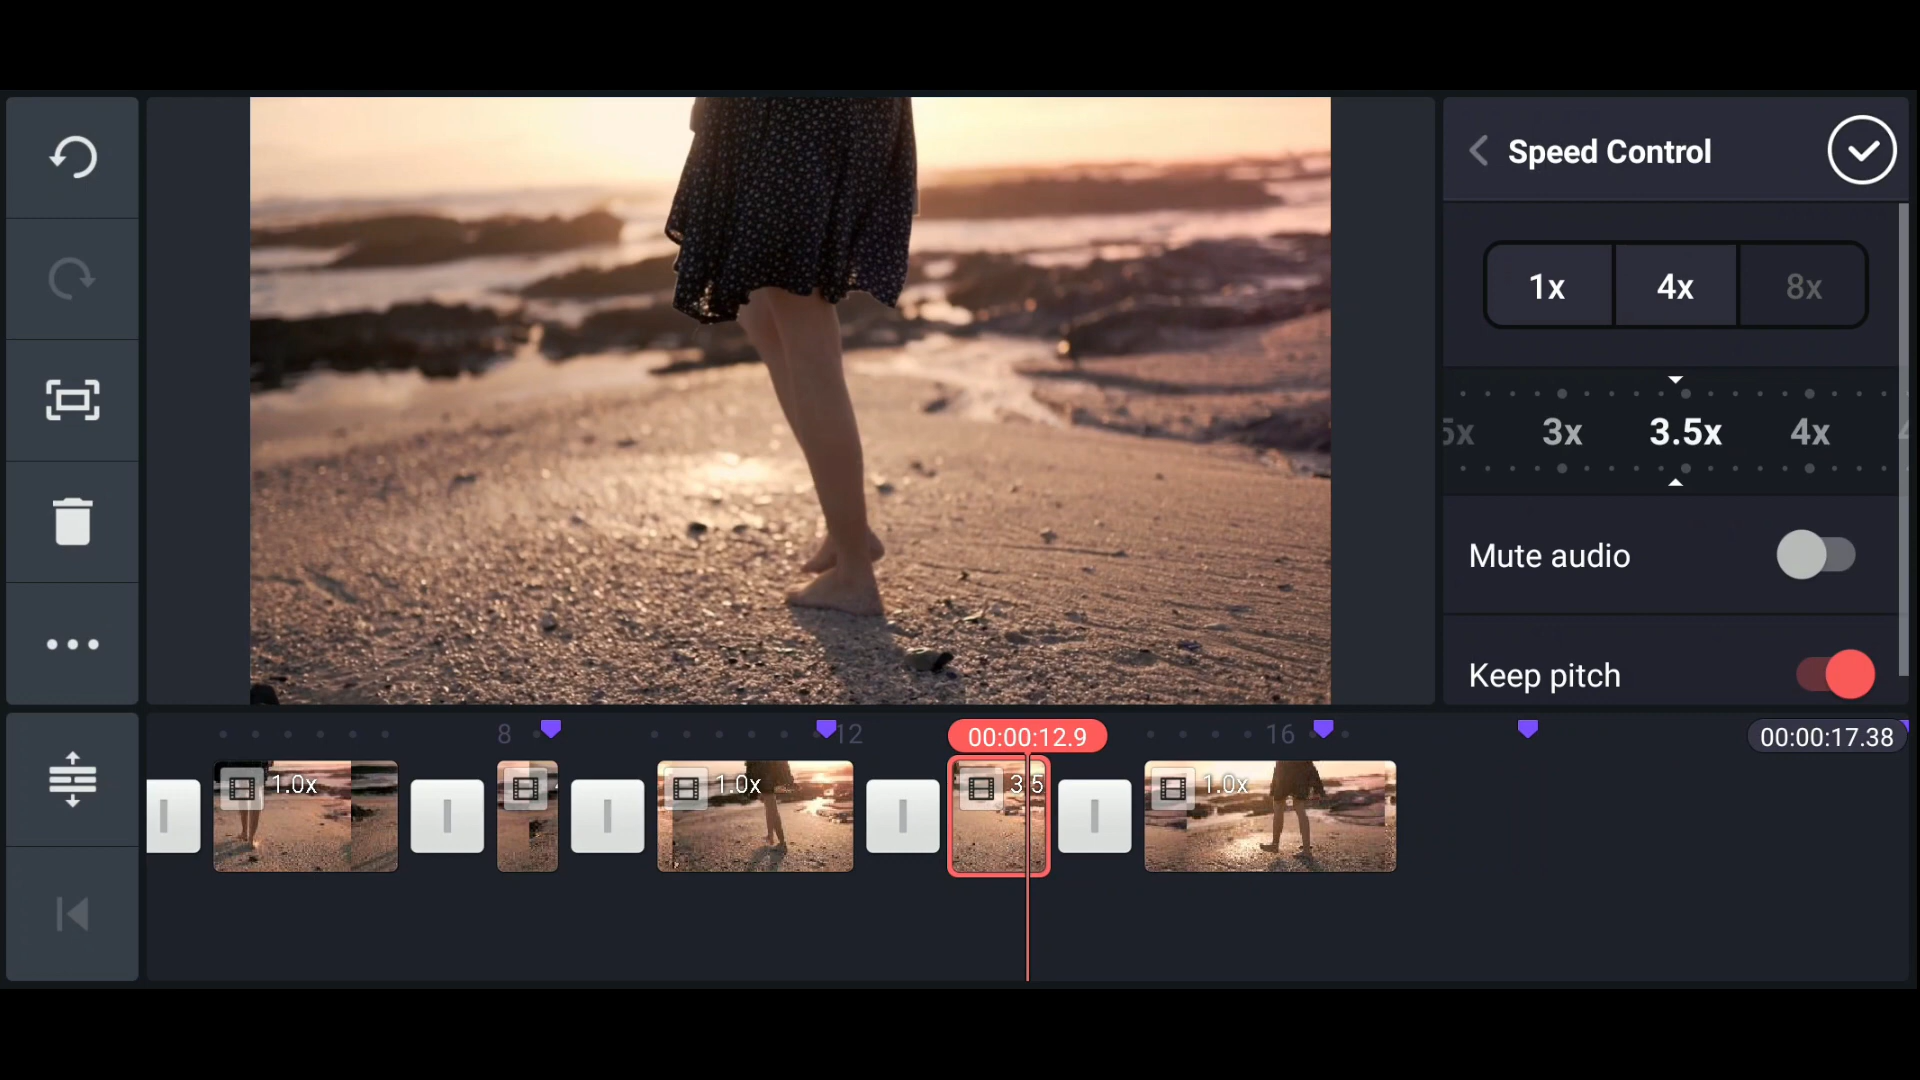 Speed Control
1x 4x 8x
5x 3x 3.5x 4x
Mute audio
Keep pitch
8 12 00:00:12.9 16 00:00:17.38
1.0x 1.0x 3.5 1.0x